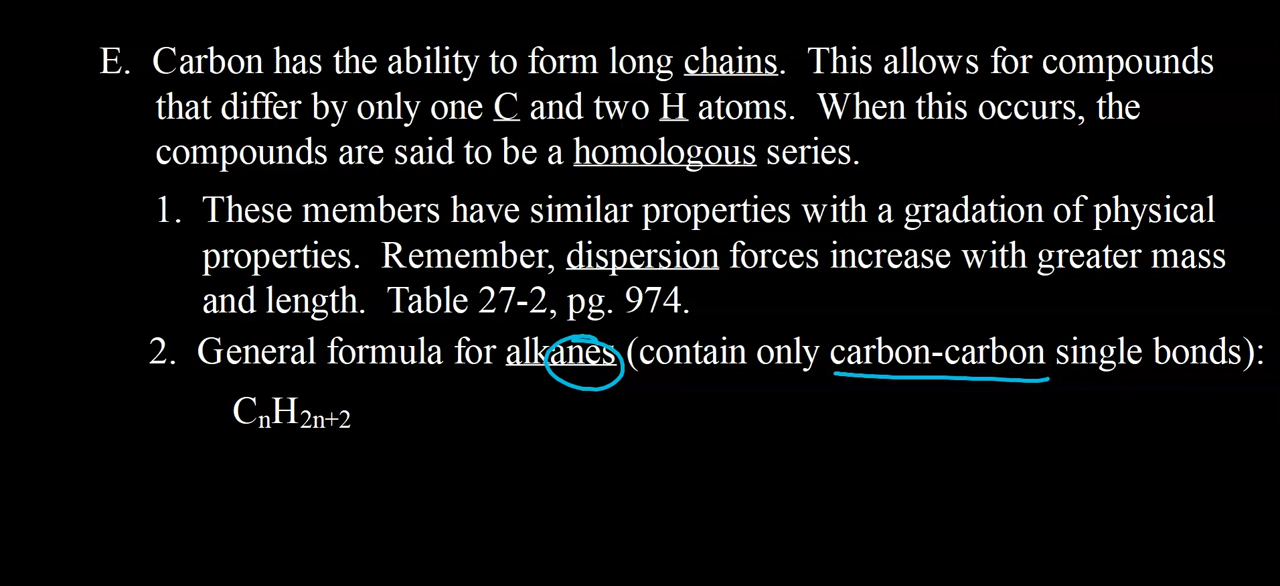 E. Carbon has the ability to form long chains. This allows for compounds
that differ by only one C and two H atoms. When this occurs, the
compounds are said to be a homologous series.
1. These members have similar properties with a gradation of physical
properties. Remember, dispersion forces increase with greater mass
and length. Table 27-2, pg. 974.
2. General formula for alkanes (contain only carbon-carbon single bonds):
CₙH₂ₙ₊₂